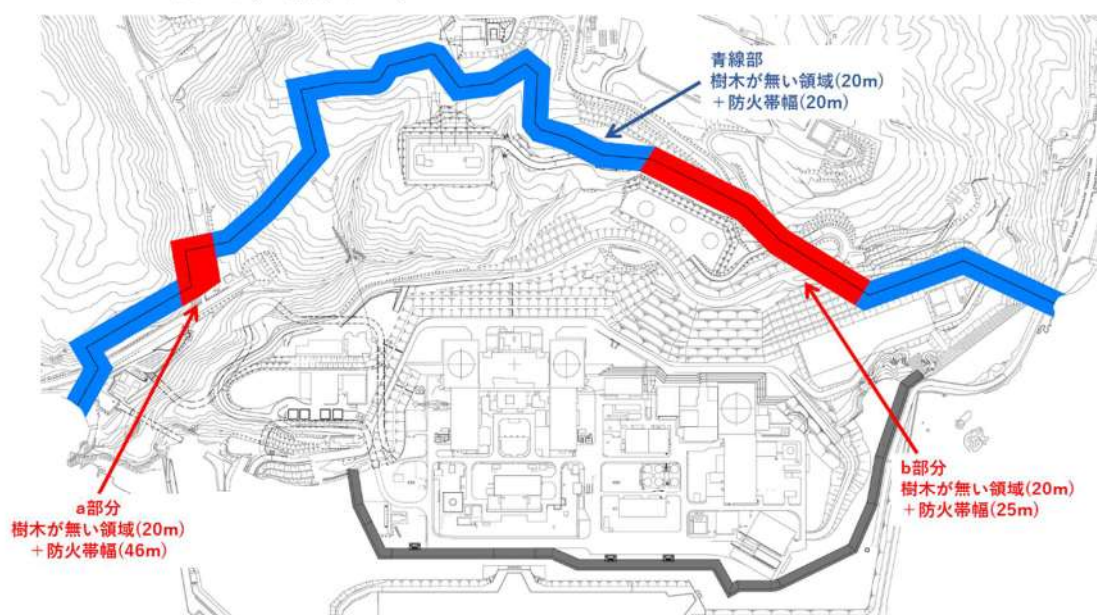 青線部
樹木が無い領域(20m)
＋防火帯幅(20m)
a部分
樹木が無い領域(20m)
＋防火帯幅(46m)
b部分
樹木が無い領域(20m)
＋防火帯幅(25m)